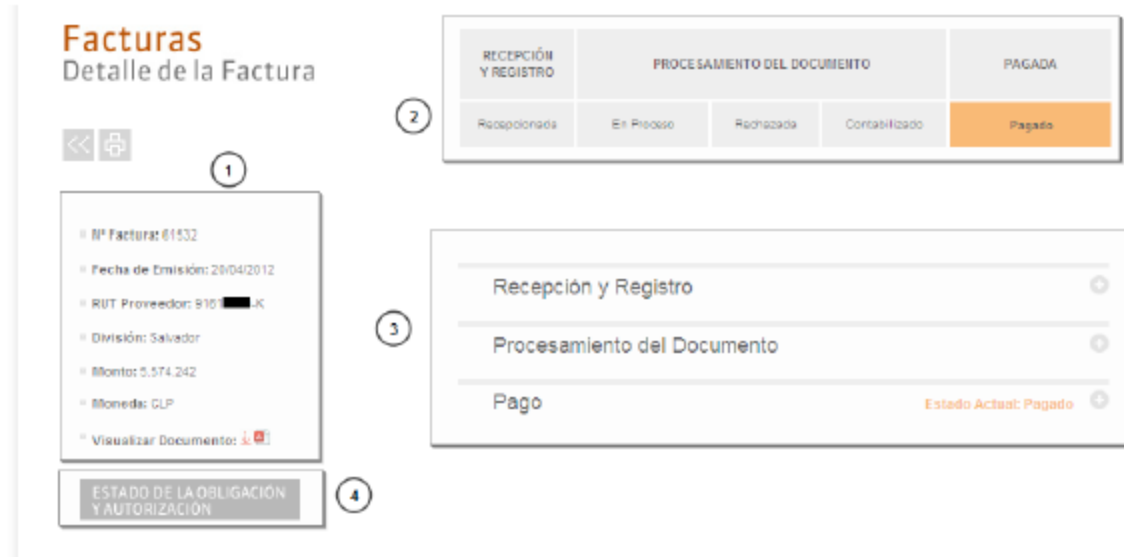 Facturas
Detalle de la Factura
1
Nº Factura: 61532
Fecha de Emisión: 20/04/2012
RUT Proveedor: 9161 -K
División: Salvador
Monto: 5.574.242
Moneda: CLP
Visualizar Documento:
ESTADO DE LA OBLIGACIÓN
Y AUTORIZACIÓN
4
2
RECEPCIÓN
Y REGISTRO
PROCESAMIENTO DEL DOCUMENTO
PAGADA
Recepcionada
En Proceso
Rechazada
Contabilizado
Pagado
3
Recepción y Registro
Procesamiento del Documento
Pago
Estado Actual: Pagado